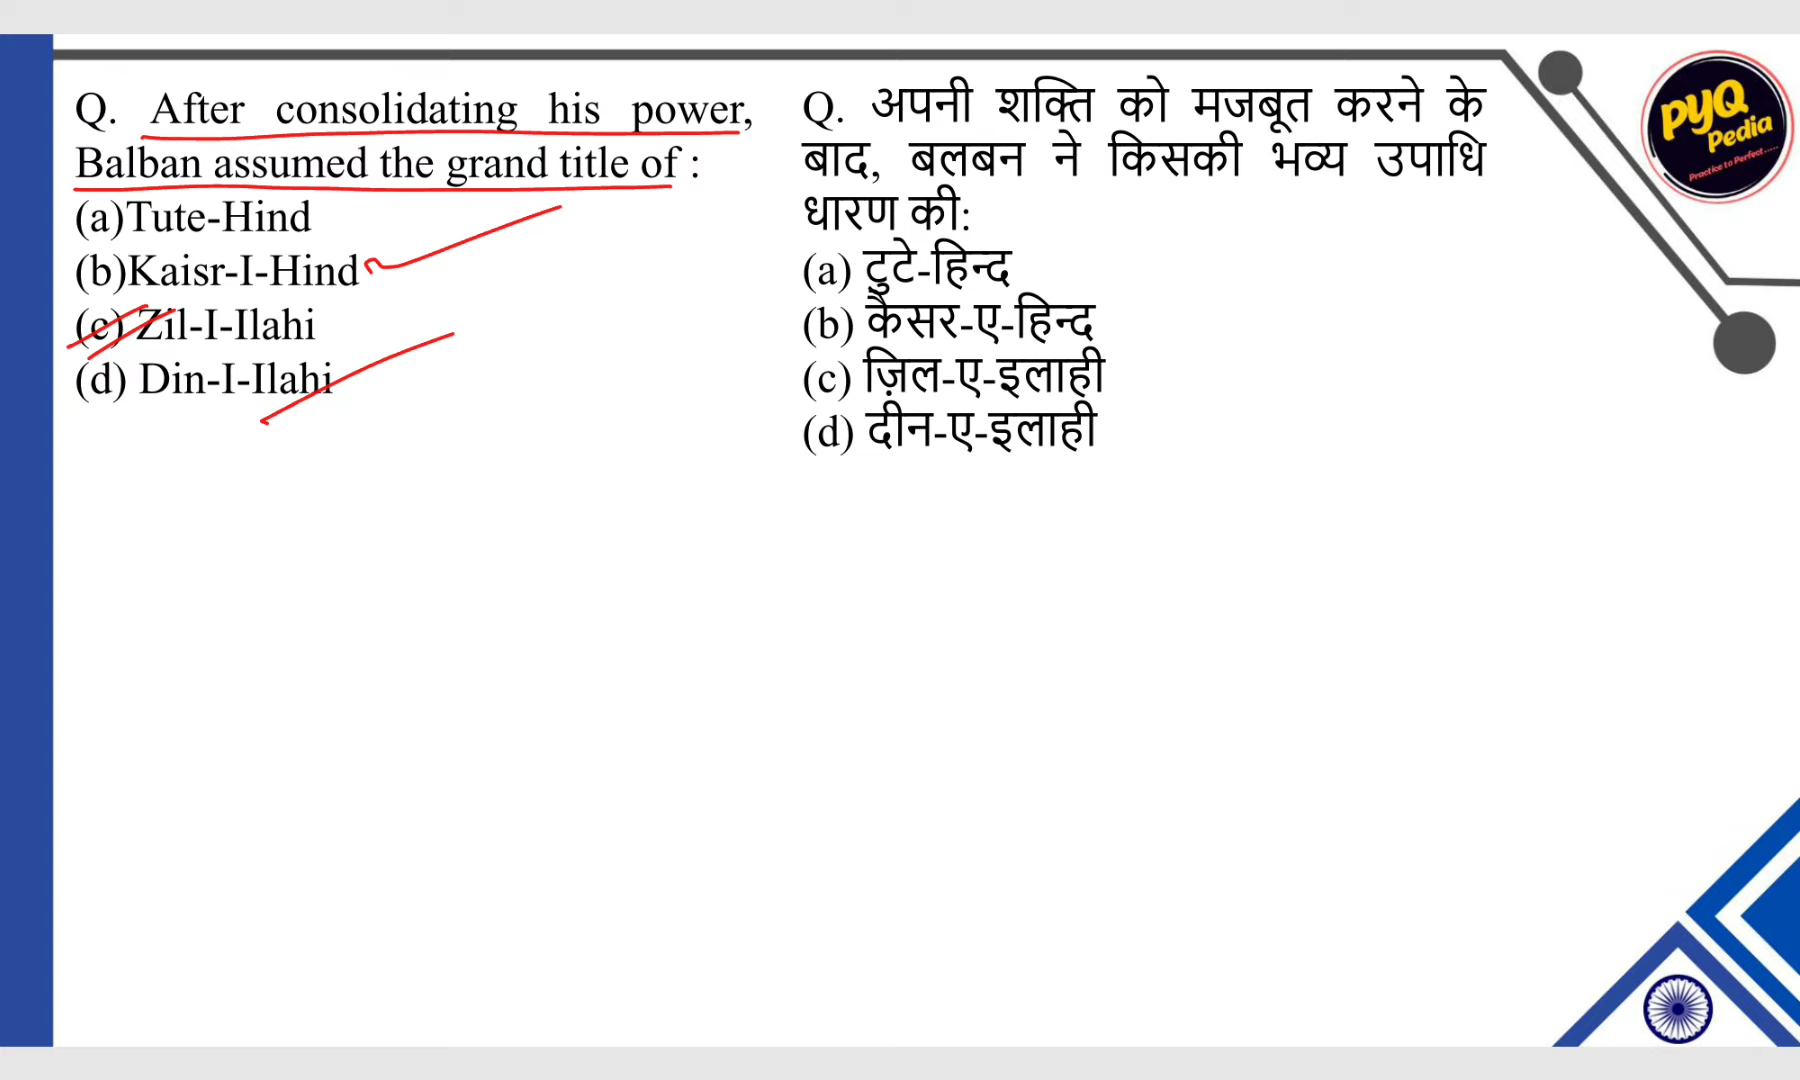 Q. After consolidating his power,
Balban assumed the grand title of :
(a)Tute-Hind
(b)Kaisr-I-Hind
(c) Zil-I-Ilahi
(d) Din-I-Ilahi
Q. अपनी शक्ति को मजबूत करने के
बाद, बलबन ने किसकी भव्य उपाधि
धारण की:
(a) टुटे-हिन्द
(b) कैसर-ए-हिन्द
(c) ज़िल-ए-इलाही
(d) दीन-ए-इलाही
PYQ
Pedia
Practice to Perfect.....